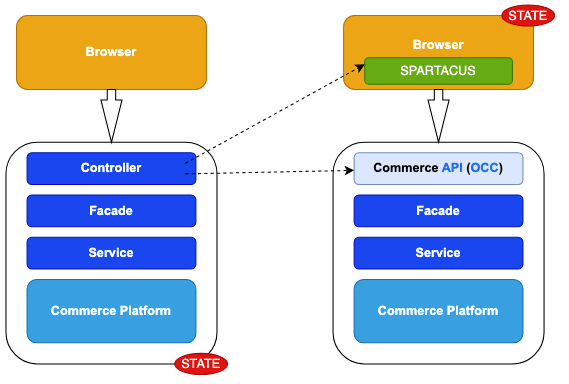 STATE
Browser
Browser
SPARTACUS
Controller
Commerce API (OCC)
Facade
Facade
Service
Service
Commerce Platform
Commerce Platform
STATE